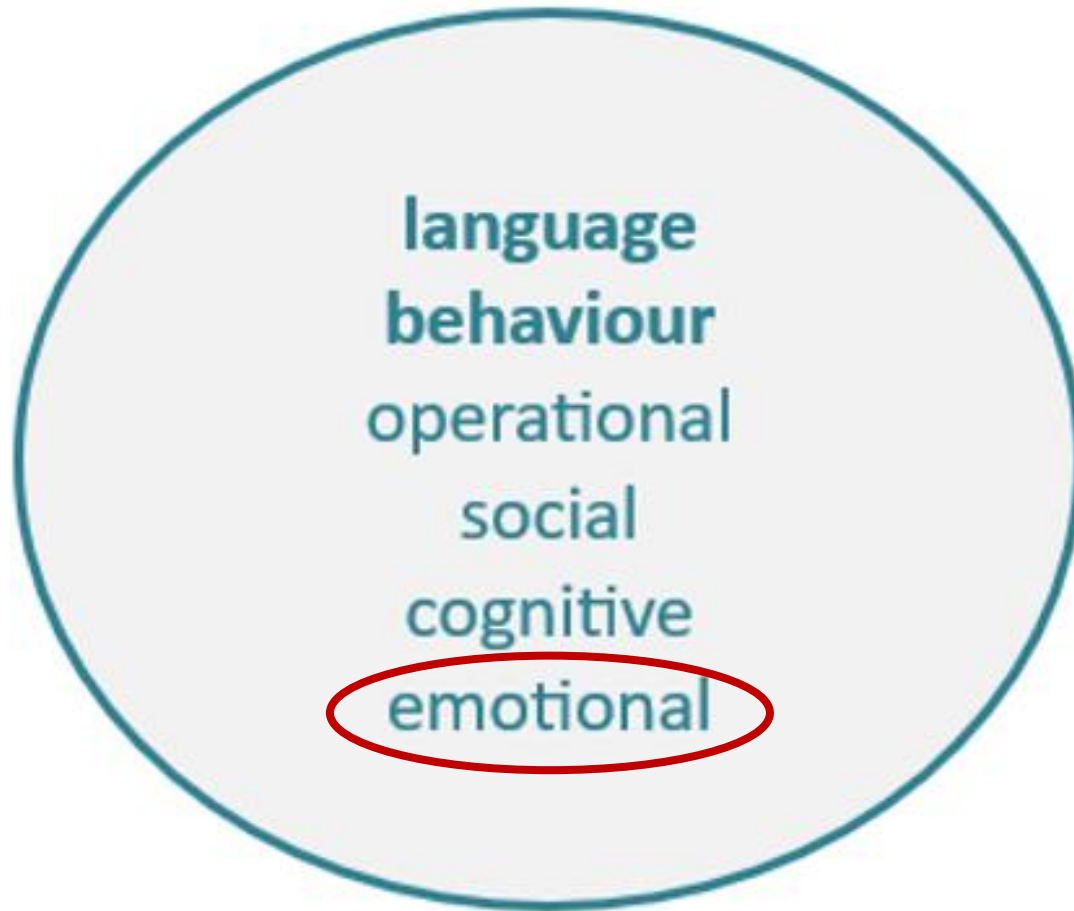 language
behaviour
operational
social
cognitive
emotional